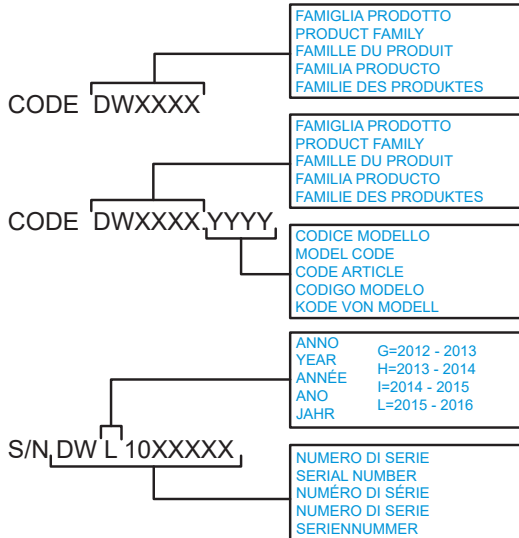 FAMIGLIA PRODOTTO
PRODUCT FAMILY
FAMILLE DU PRODUIT
FAMILIA PRODUCTO
FAMILIE DES PRODUKTES
CODE DWXXXX
FAMIGLIA PRODOTTO
PRODUCT FAMILY
FAMILLE DU PRODUIT
FAMILIA PRODUCTO
FAMILIE DES PRODUKTES
CODE DWXXXX.YYYY
CODICE MODELLO
MODEL CODE
CODE ARTICLE
CODIGO MODELO
KODE VON MODELL
ANNO
YEAR
ANNÉE
ANO
JAHR
G=2012 - 2013
H=2013 - 2014
I=2014 - 2015
L=2015 - 2016
S/N DW L 10XXXXX
NUMERO DI SERIE
SERIAL NUMBER
NUMÉRO DI SÉRIE
NUMERO DI SERIE
SERIENNUMMER